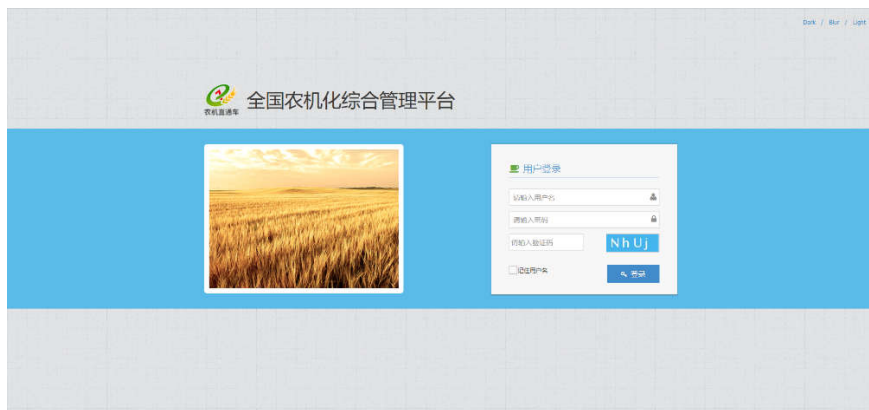 Dark / Blur / Light
农机直通车
全国农机化综合管理平台
用户登录
请输入用户名
请输入密码
请输入验证码
NhUj
记住用户名
登录